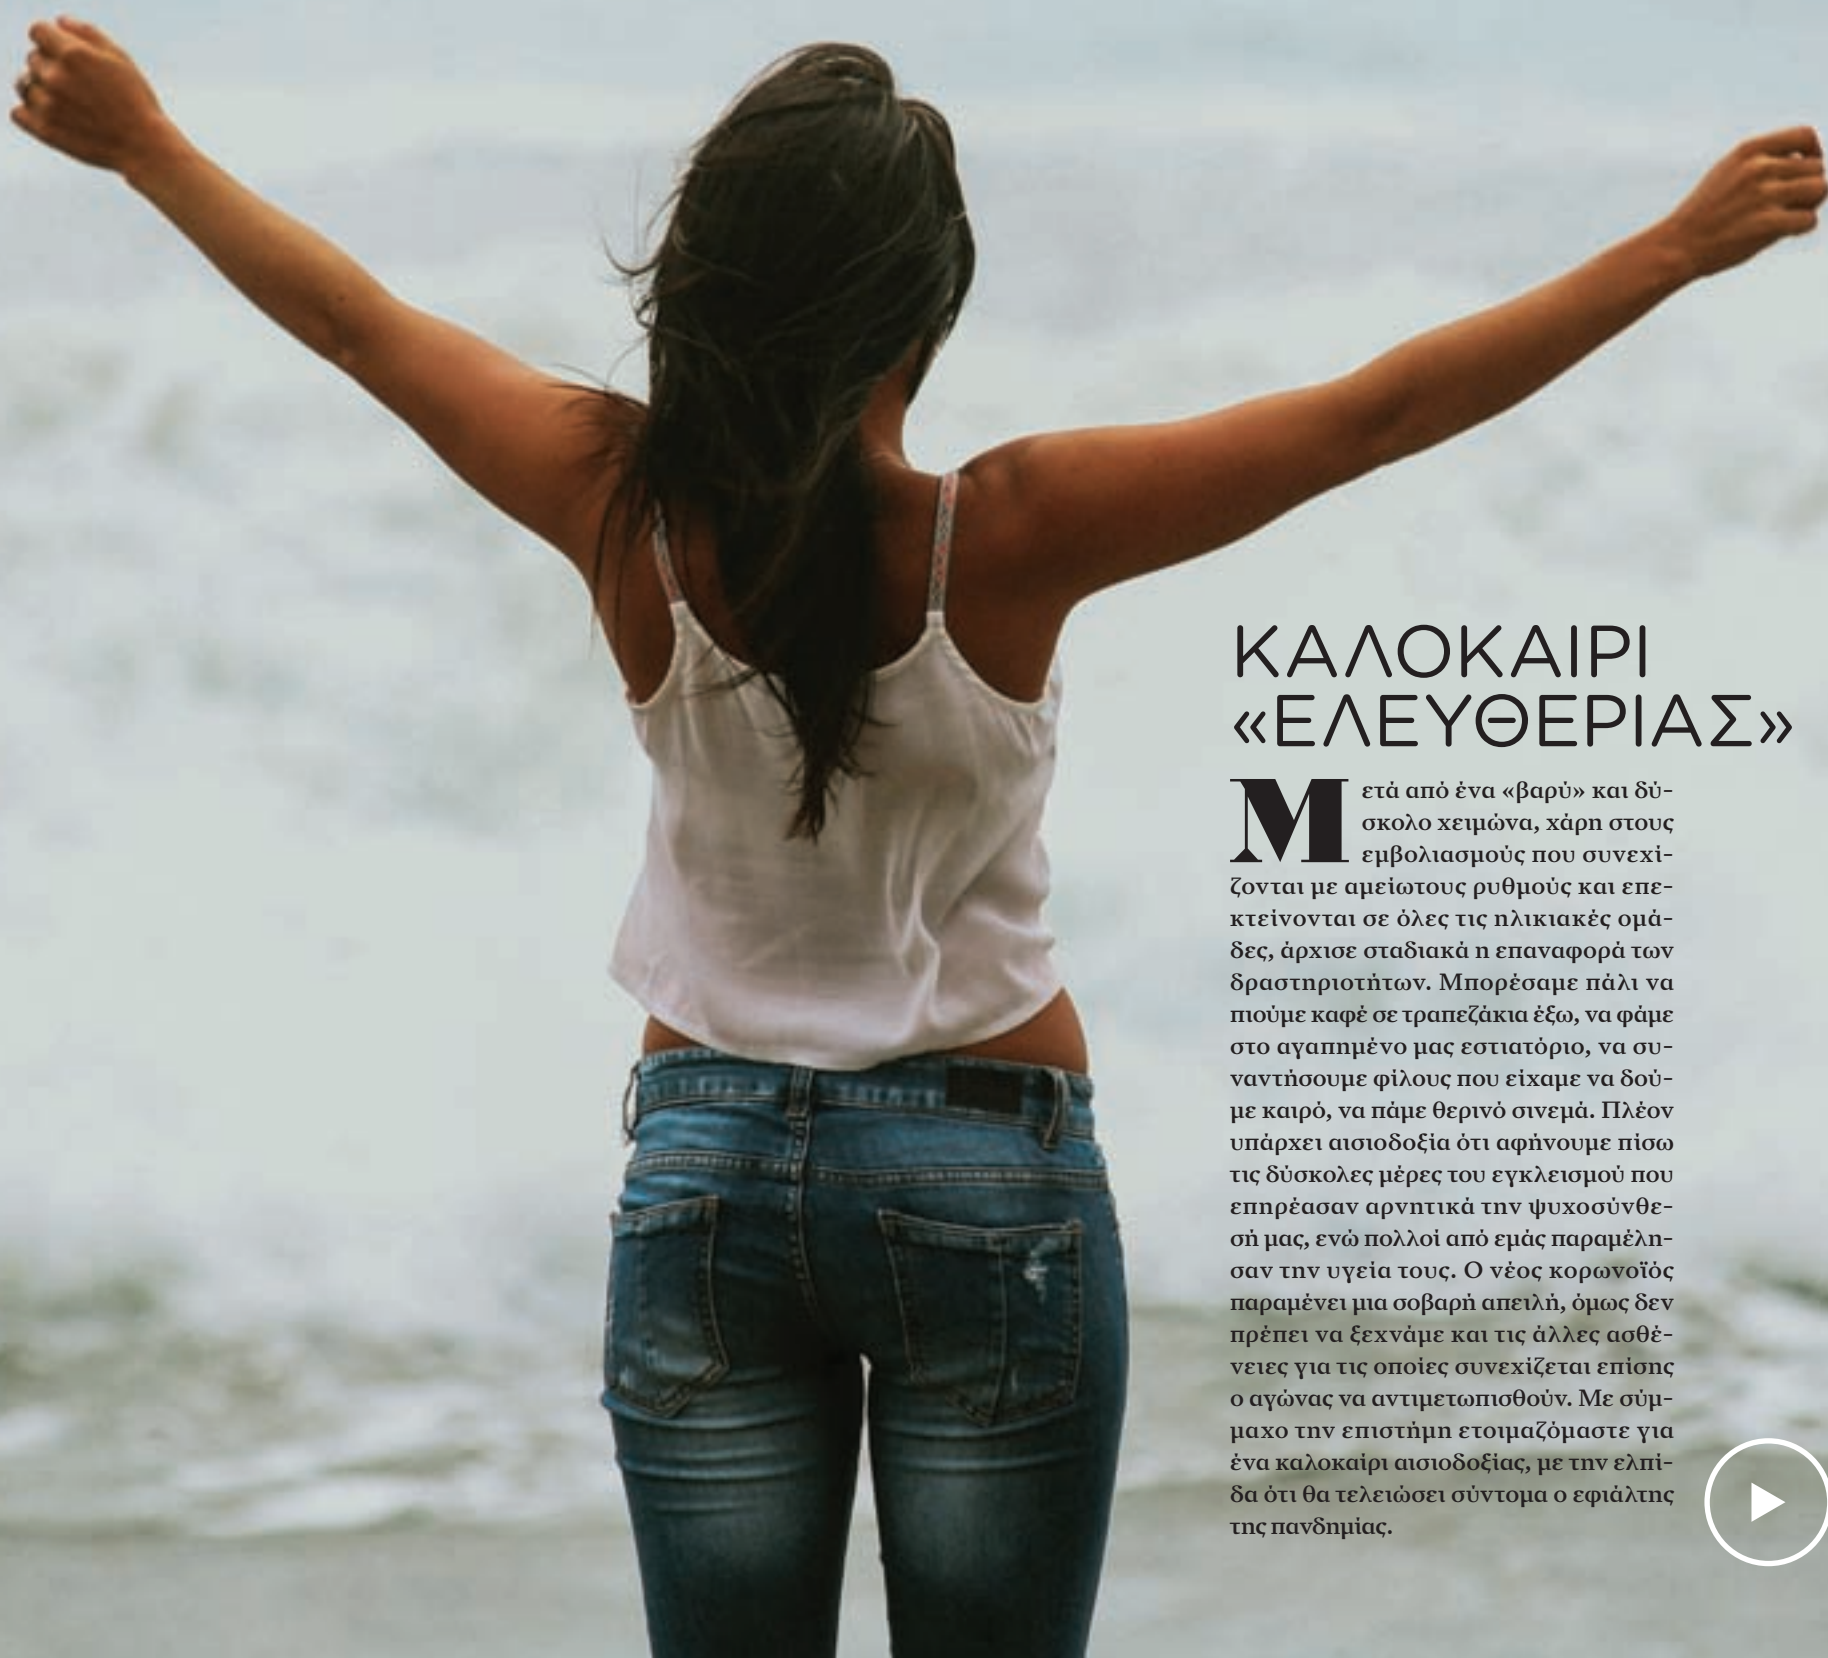 ΚΑΛΟΚΑΙΡΙ
«ΕΛΕΥΘΕΡΙΑΣ»
Μετά από ένα «βαρύ» και δύ-
σκολο χειμώνα, χάρη στους
εμβολιασμούς που συνεχί-
ζονται με αμείωτους ρυθμούς και επε-
κτείνονται σε όλες τις ηλικιακές ομά-
δες, άρχισε σταδιακά η επαναφορά των
δραστηριοτήτων. Μπορέσαμε πάλι να
πιούμε καφέ σε τραπεζάκια έξω, να φάμε
στο αγαπημένο μας εστιατόριο, να συ-
ναντήσουμε φίλους που είχαμε να δού-
με καιρό, να πάμε θερινό σινεμά. Πλέον
υπάρχει αισιοδοξία ότι αφήνουμε πίσω
τις δύσκολες μέρες του εγκλεισμού που
επηρέασαν αρνητικά την ψυχοσύνθε-
σή μας, ενώ πολλοί από εμάς παραμέλη-
σαν την υγεία τους. Ο νέος κορωνοϊός
παραμένει μια σοβαρή απειλή, όμως δεν
πρέπει να ξεχνάμε και τις άλλες ασθέ-
νειες για τις οποίες συνεχίζεται επίσης
ο αγώνας να αντιμετωπισθούν. Με σύμ-
μαχο την επιστήμη ετοιμαζόμαστε για
ένα καλοκαίρι αισιοδοξίας, με την ελπί-
δα ότι θα τελειώσει σύντομα ο εφιάλτης
της πανδημίας.